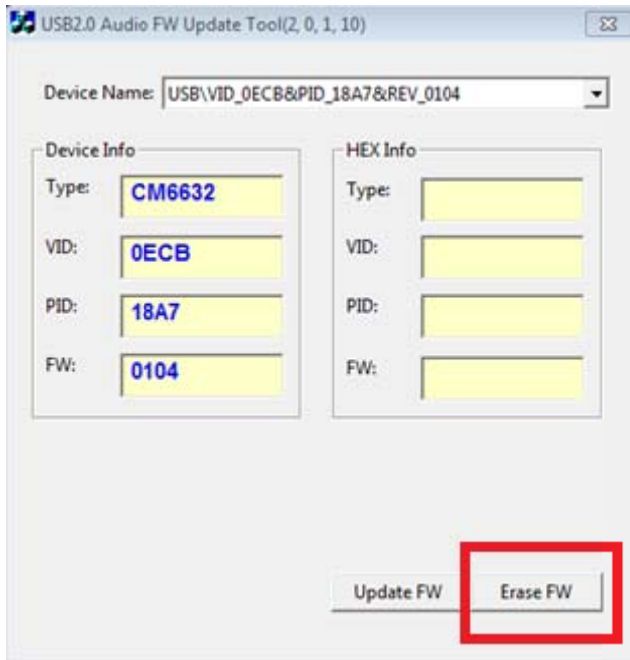 USB2.0 Audio FW Update Tool(2, 0, 1, 10)
Device Name: USB\VID_0ECB&PID_18A7&REV_0104
Device Info
Type: CM6632
VID: 0ECB
PID: 18A7
FW: 0104
HEX Info
Type:
VID:
PID:
FW:
Update FW
Erase FW